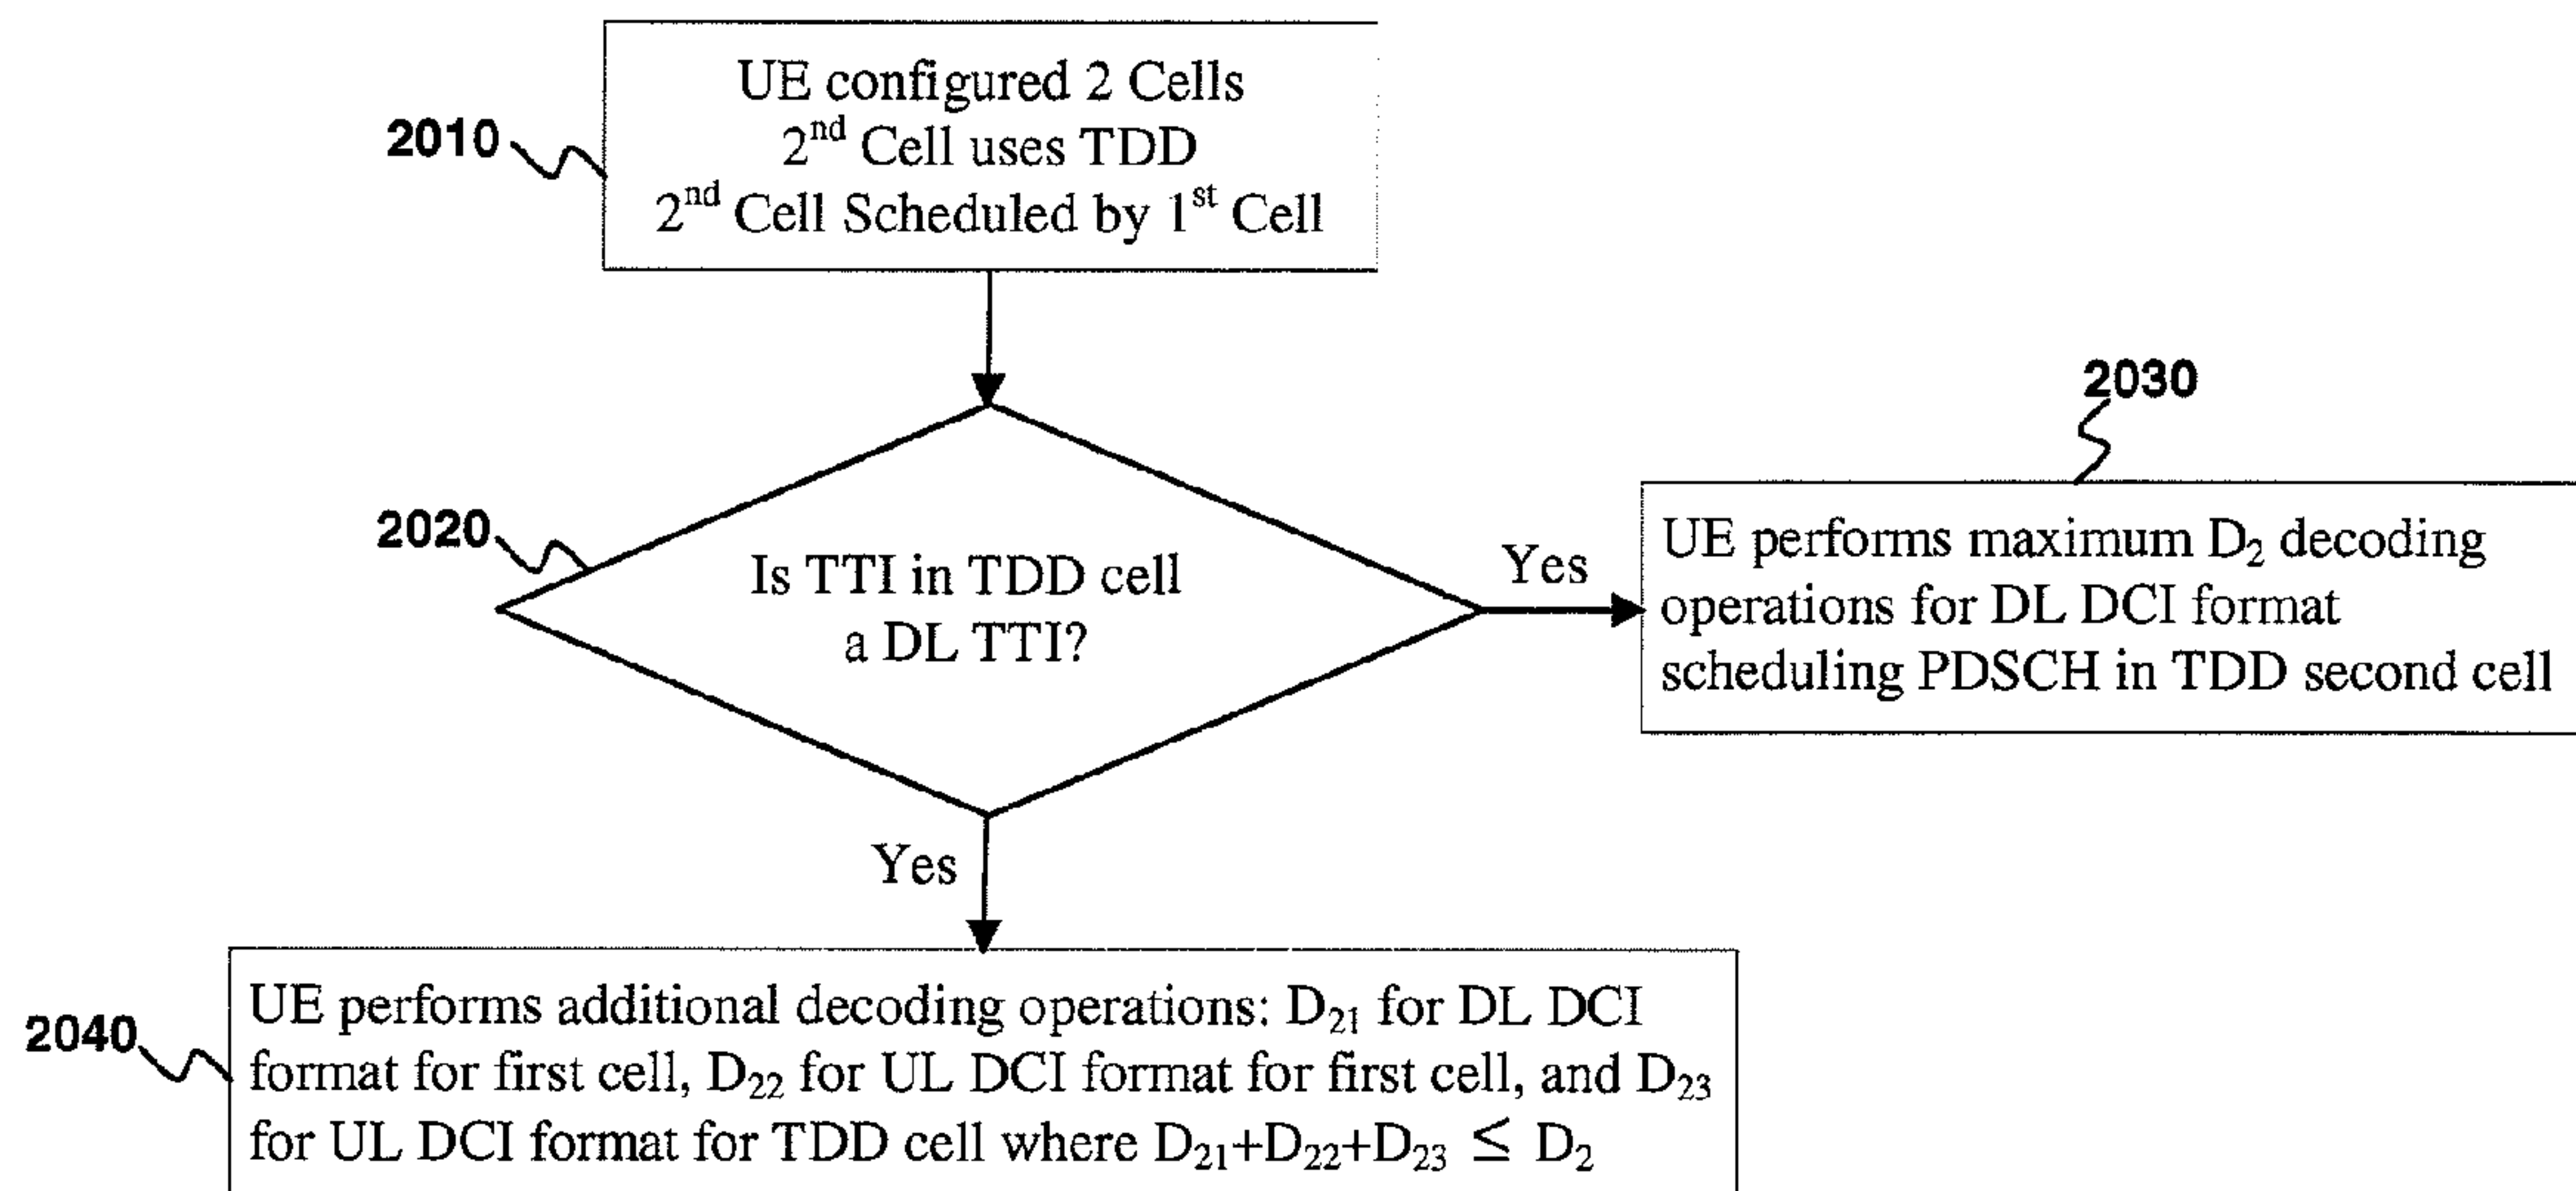 UE configured 2 Cells
2nd Cell uses TDD
2nd Cell Scheduled by 1st Cell
2010
2020
Is TTI in TDD cell
a DL TTI?
Yes
2030
UE performs maximum D2 decoding
operations for DL DCI format
scheduling PDSCH in TDD second cell
Yes
2040
UE performs additional decoding operations: D21 for DL DCI
format for first cell, D22 for UL DCI format for first cell, and D23
for UL DCI format for TDD cell where D21+D22+D23 ≤ D2